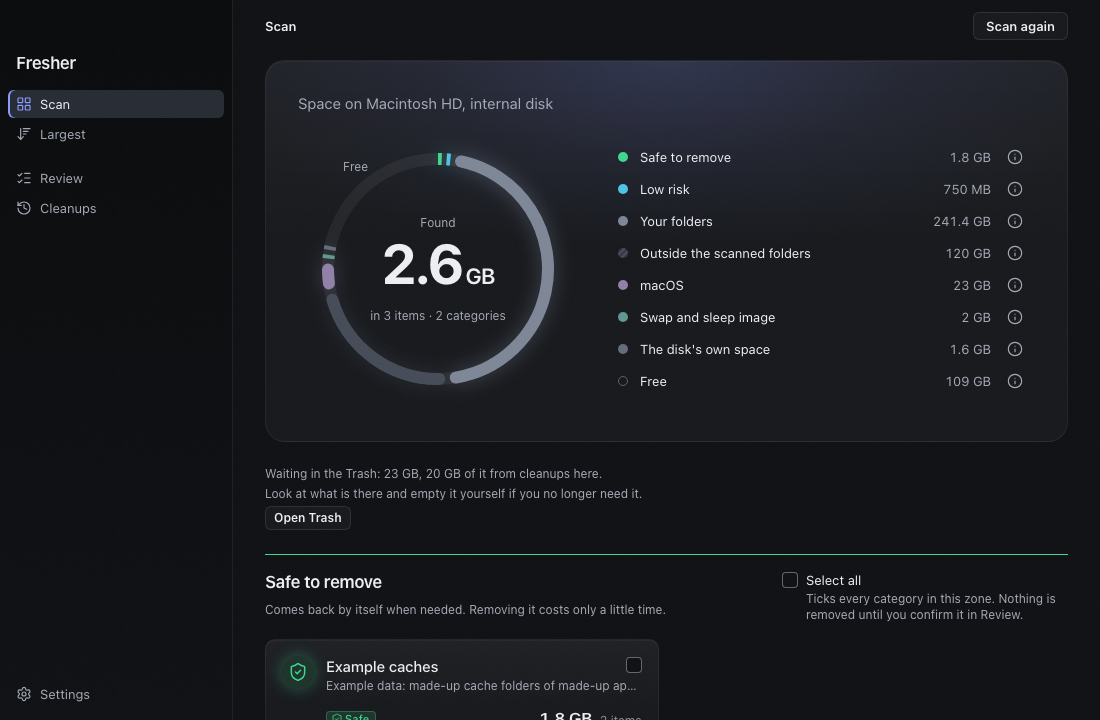 Fresher
Scan
Largest
Review
Cleanups
Settings
Scan
Scan again
Space on Macintosh HD, internal disk
Free
Found
2.6 GB
in 3 items · 2 categories
Safe to remove 1.8 GB
Low risk 750 MB
Your folders 241.4 GB
Outside the scanned folders 120 GB
macOS 23 GB
Swap and sleep image 2 GB
The disk's own space 1.6 GB
Free 109 GB
Waiting in the Trash: 23 GB, 20 GB of it from cleanups here.
Look at what is there and empty it yourself if you no longer need it.
Open Trash
Safe to remove
Comes back by itself when needed. Removing it costs only a little time.
Select all
Ticks every category in this zone. Nothing is
removed until you confirm it in Review.
Example caches
Example data: made-up cache folders of made-up ap…
Safe 1.8 GB 2 items